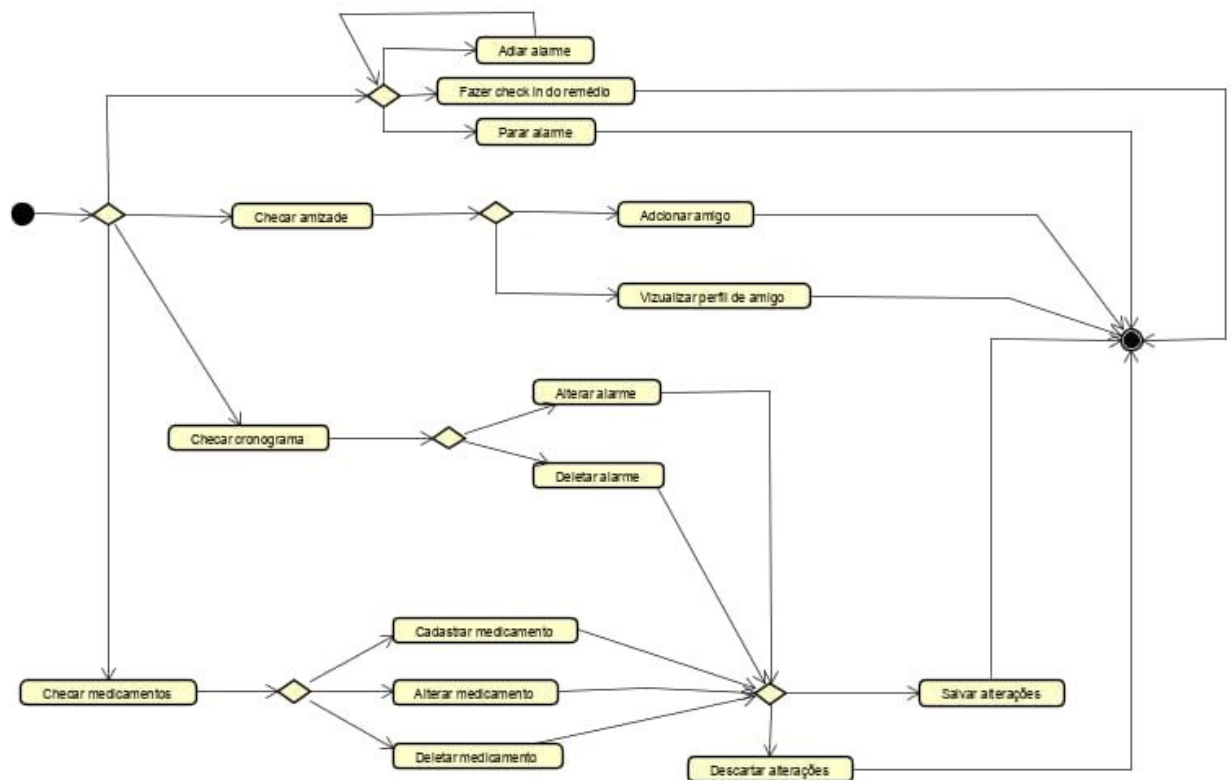 Adiar alarme
Fazer check in do remédio
Parar alarme
Checar amizade
Adcionar amigo
Vizualizar perfil de amigo
Alterar alarme
Checar cronograma
Deletar alarme
Cadastrar medicamento
Checar medicamentos
Alterar medicamento
Salvar alterações
Deletar medicamento
Descartar alterações